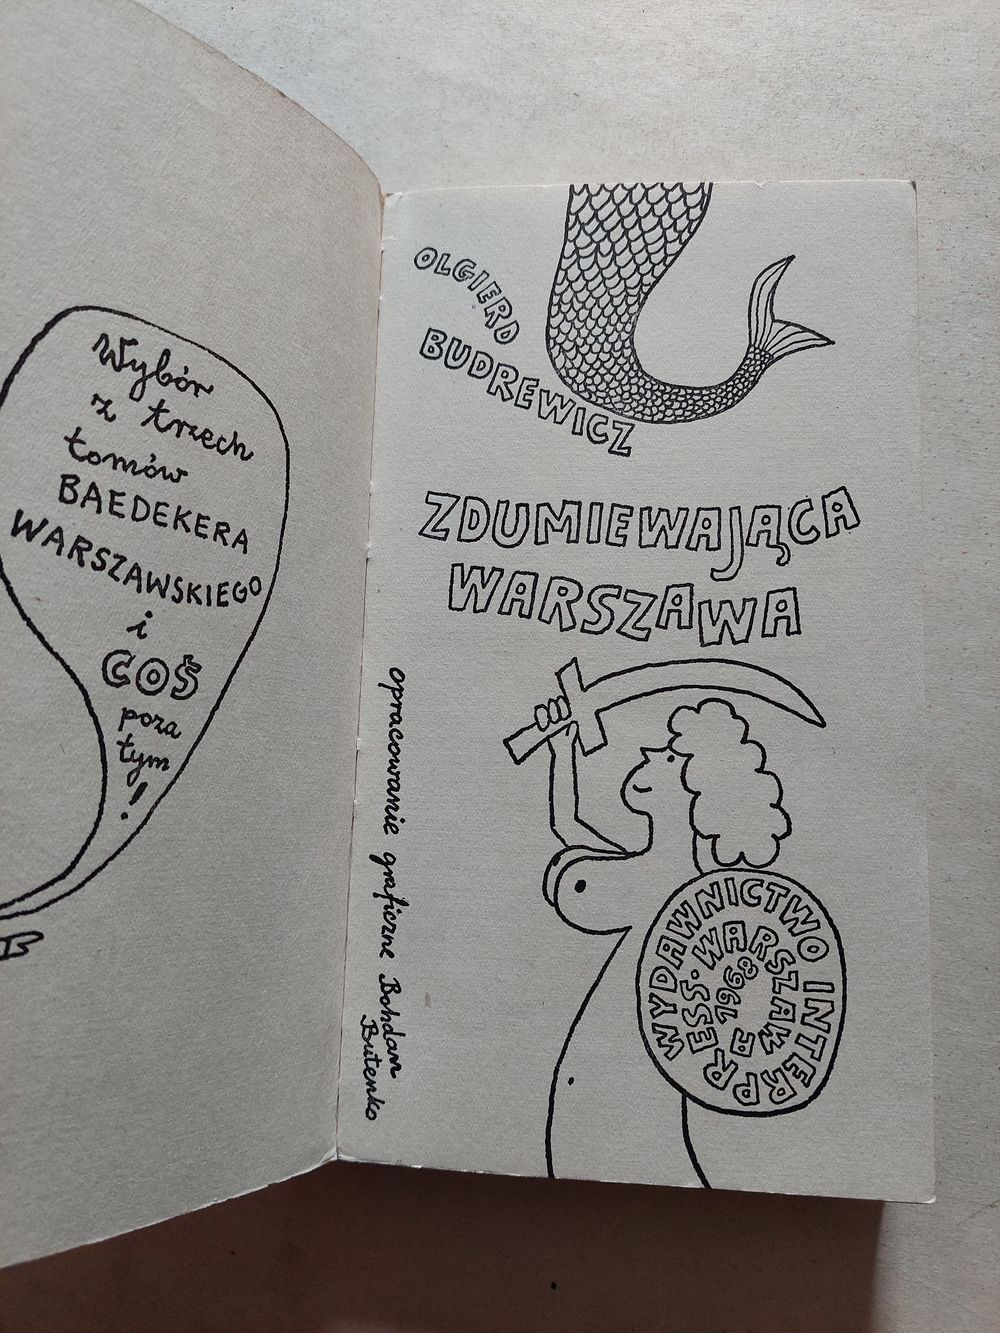 Wybór
z trzech
tomów
BAEDEKERA
WARSZAWSKIEGO
i
COŚ
poza
tym
!
OLGIERD
BUDREWICZ
ZDUMIEWAJĄCA
WARSZAWA
opracowanie graficzne Bohdan
Butenko
WYDAWNICTWO INTERPRESS · WARSZAWA
1968